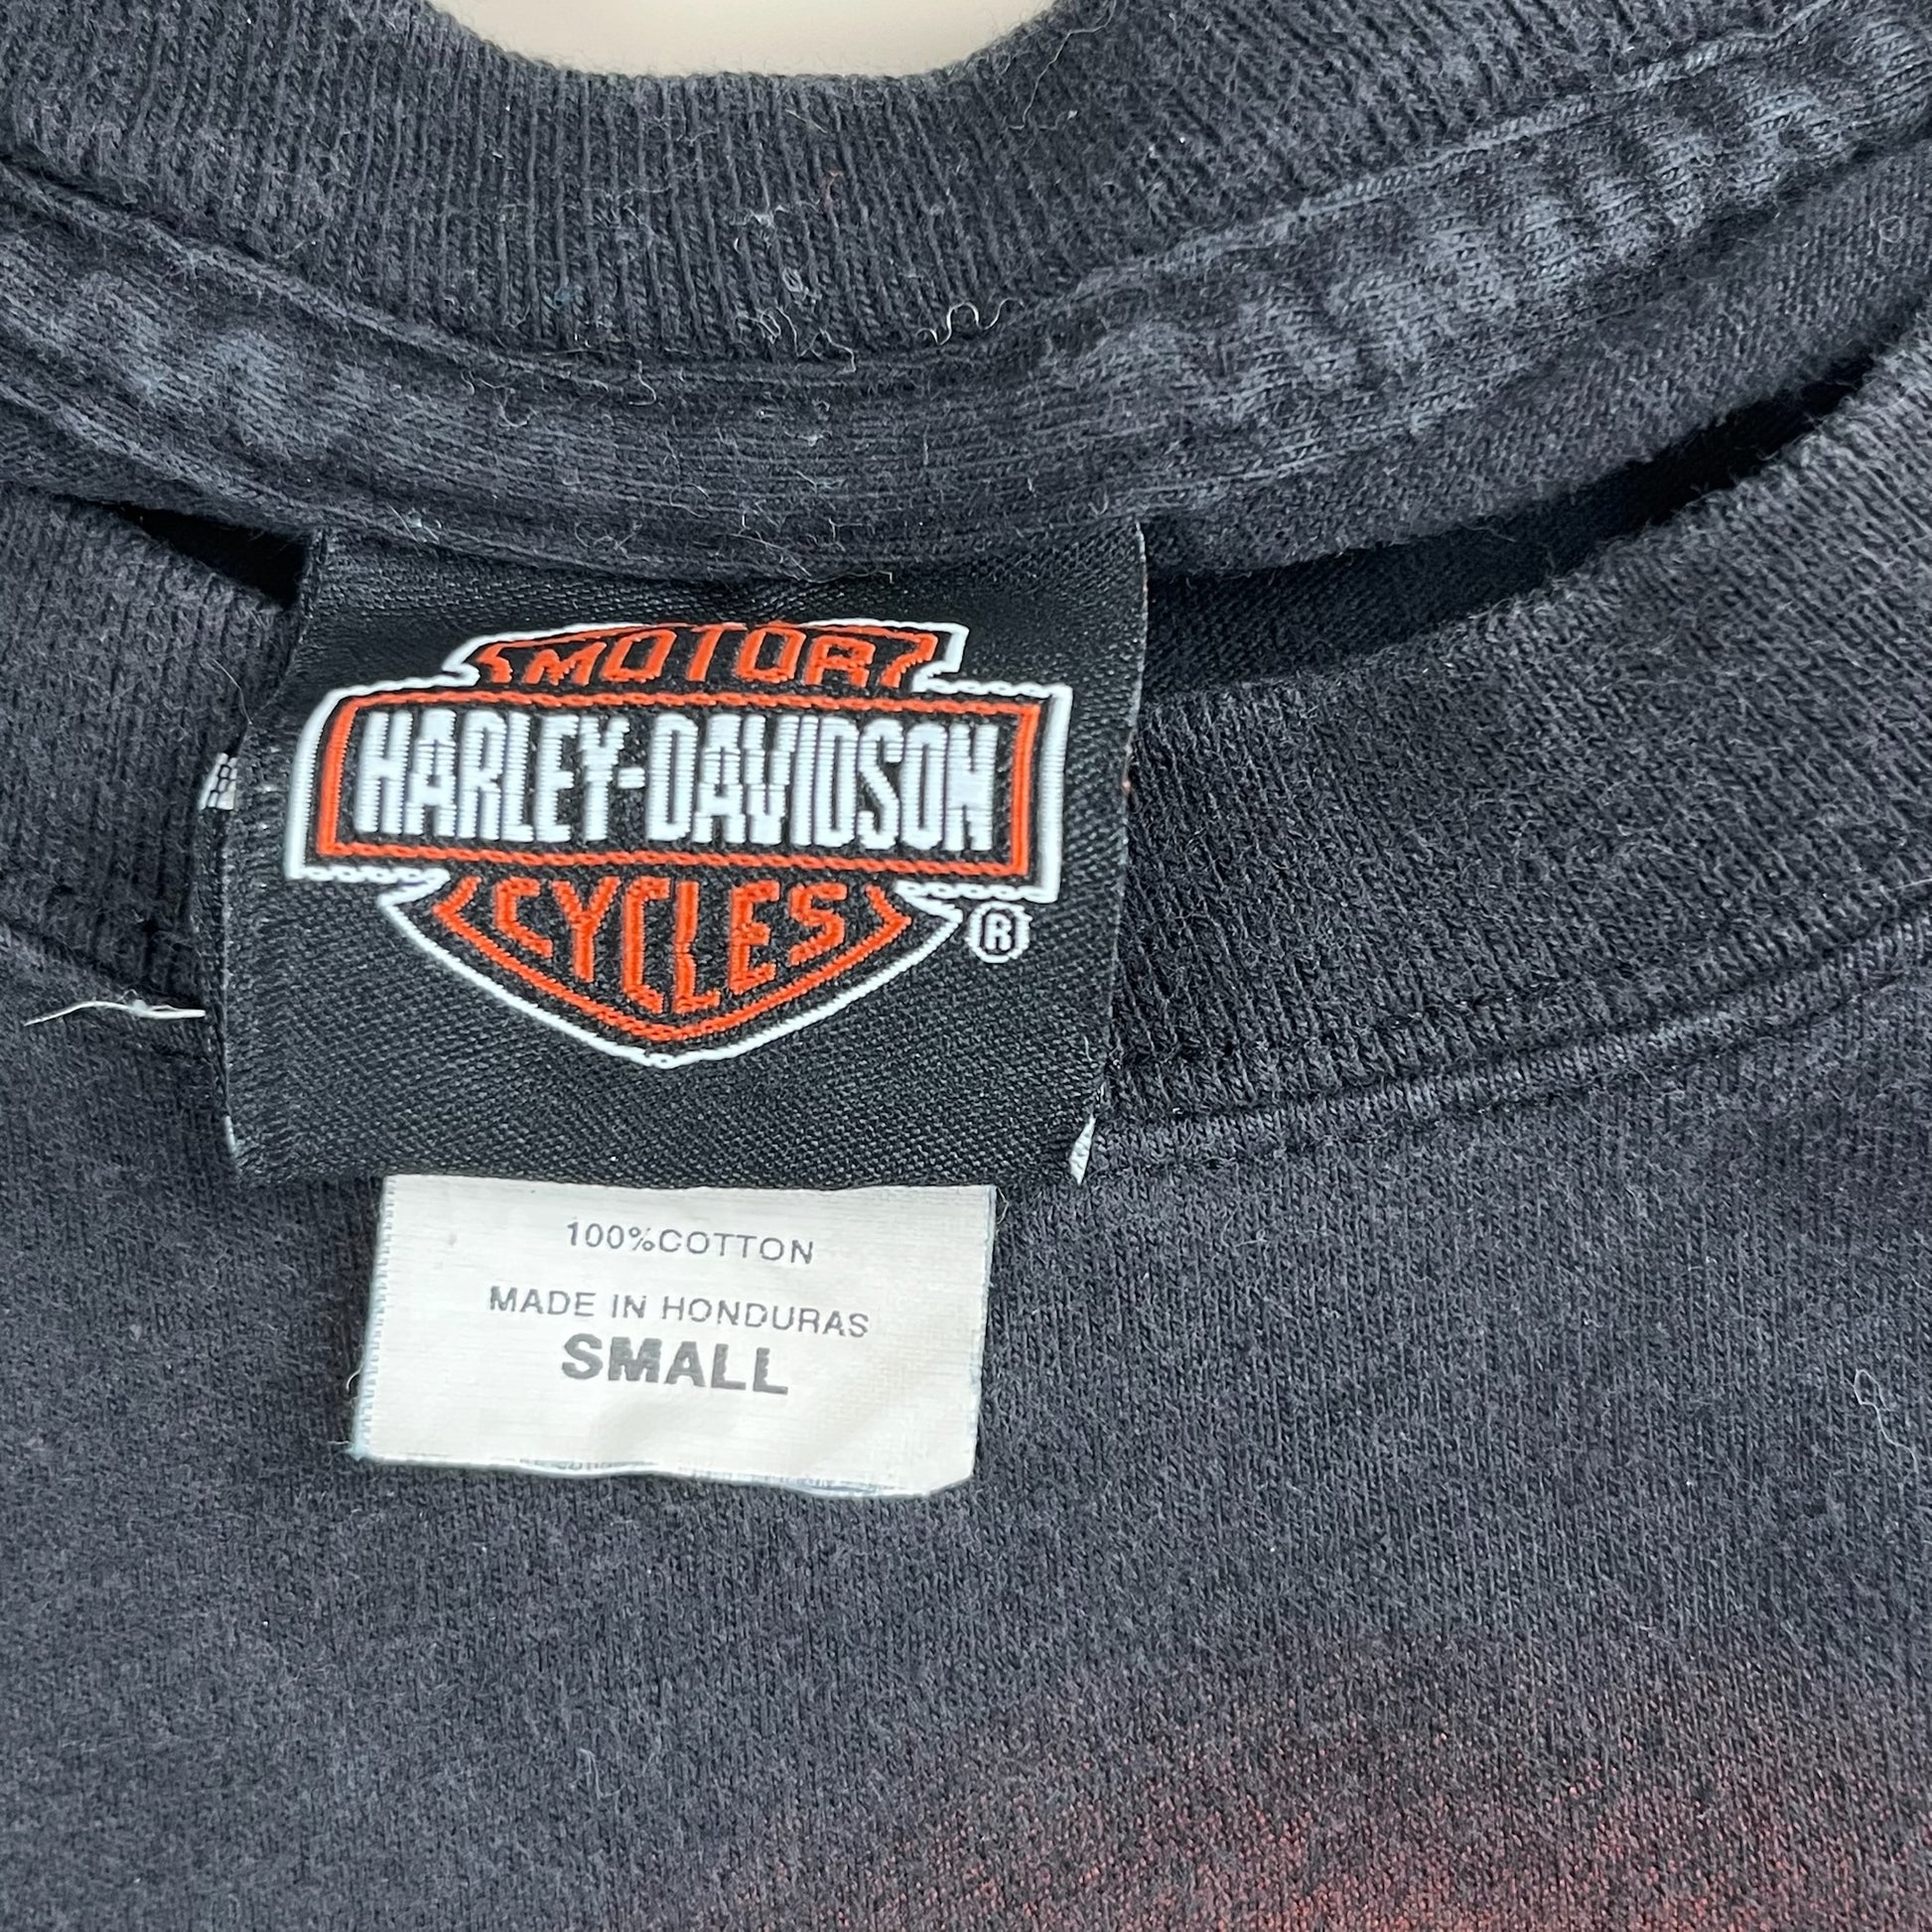 MOTOR
HARLEY-DAVIDSON
CYCLES
®
100%COTTON
MADE IN HONDURAS
SMALL